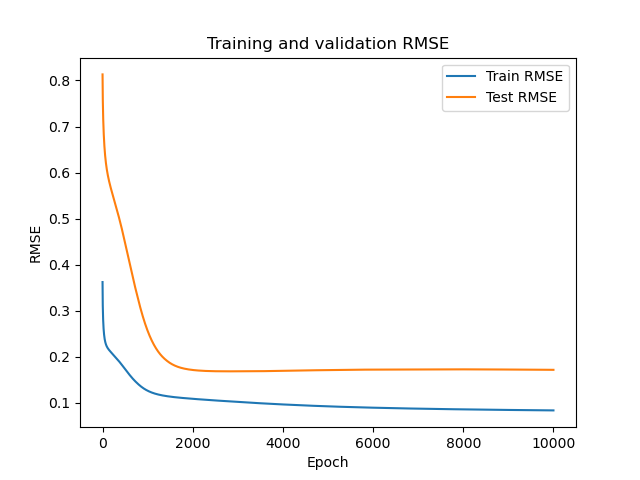 Training and validation RMSE
Train RMSE
Test RMSE
0.8
0.7
0.6
0.5
0.4
0.3
0.2
0.1
RMSE
0 2000 4000 6000 8000 10000
Epoch